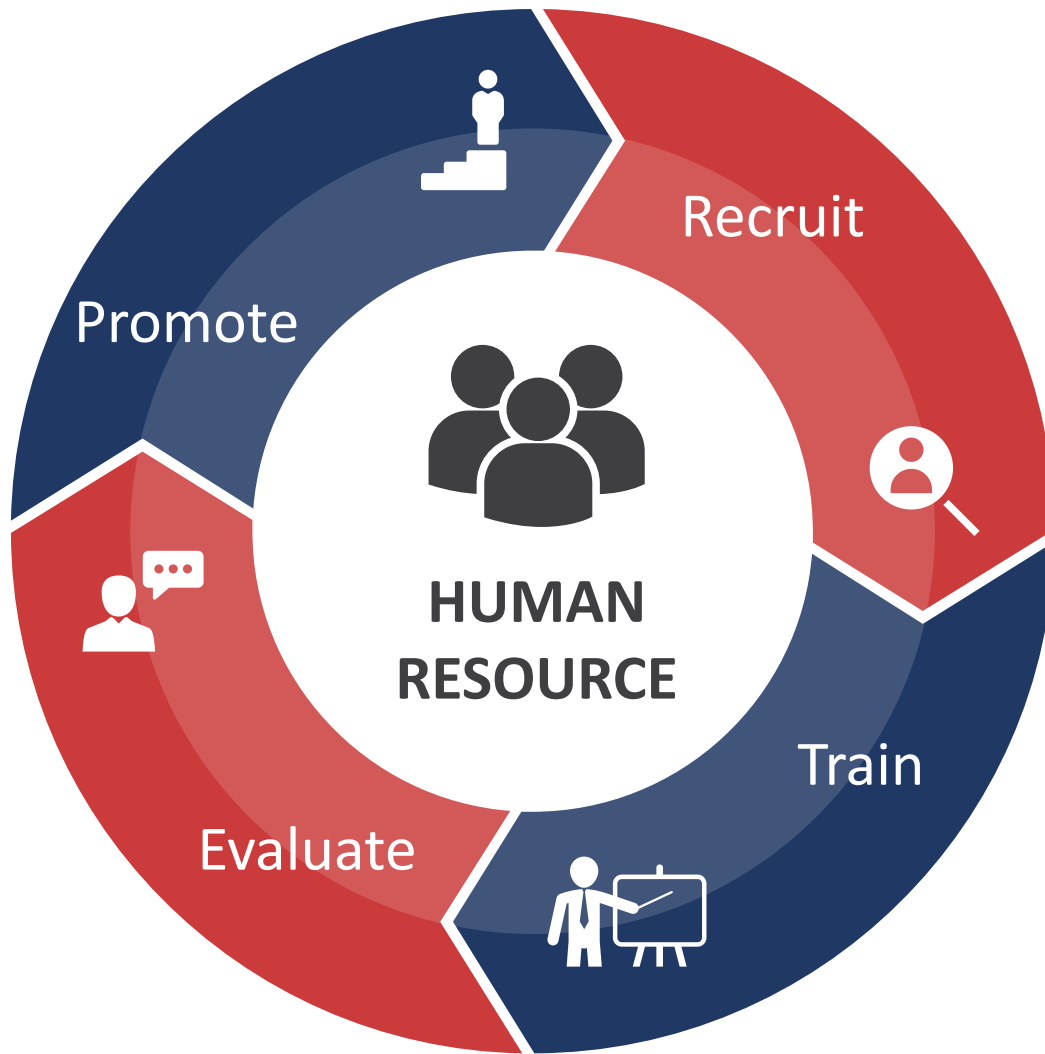 Recruit
Promote
HUMAN
RESOURCE
Train
Evaluate